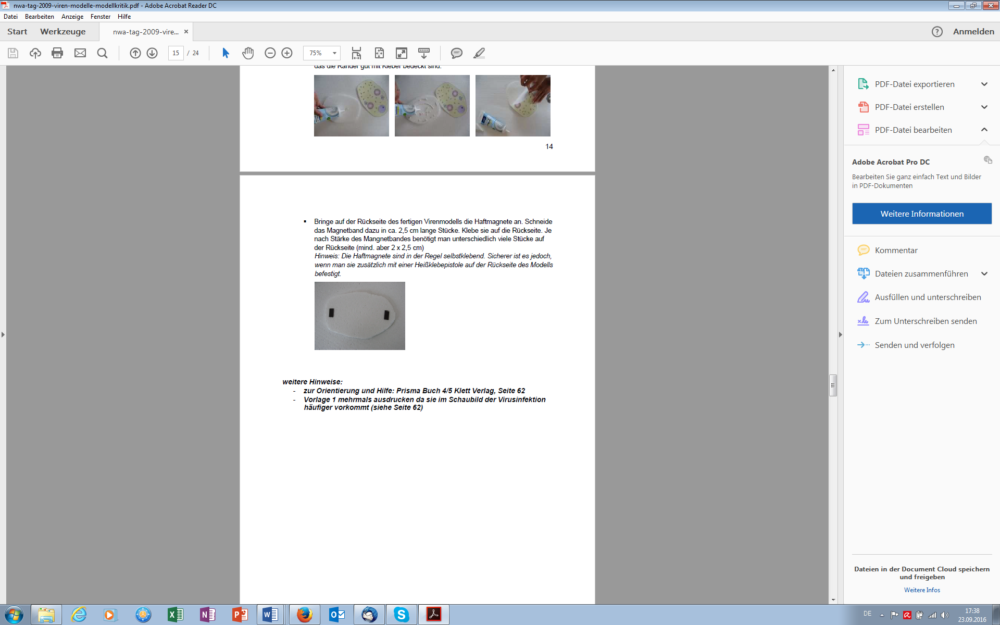 nwa-tag-2009-viren-modelle-modellkritik.pdf - Adobe Acrobat Reader DC
Datei Bearbeiten Anzeige Fenster Hilfe
Start Werkzeuge nwa-tag-2009-vire... × Anmelden
15 / 24 75%
das die Ränder gut mit Kleber bedeckt sind.
14
▪ Bringe auf der Rückseite des fertigen Virenmodells die Haftmagnete an. Schneide
das Magnetband dazu in ca. 2,5 cm lange Stücke. Klebe sie auf die Rückseite. Je
nach Stärke des Mangnetbandes benötigt man unterschiedlich viele Stücke auf
der Rückseite (mind. aber 2 x 2,5 cm)
Hinweis: Die Haftmagnete sind in der Regel selbstklebend. Sicherer ist es jedoch,
wenn man sie zusätzlich mit einer Heißklebepistole auf der Rückseite des Modells
befestigt.
weitere Hinweise:
- zur Orientierung und Hilfe: Prisma Buch 4/5 Klett Verlag, Seite 62
- Vorlage 1 mehrmals ausdrucken da sie im Schaubild der Virusinfektion
häufiger vorkommt (siehe Seite 62)
PDF-Datei exportieren
PDF-Datei erstellen
PDF-Datei bearbeiten
Adobe Acrobat Pro DC
Bearbeiten Sie ganz einfach Text und Bilder
in PDF-Dokumenten
Weitere Informationen
Kommentar
Dateien zusammenführen
Ausfüllen und unterschreiben
Zum Unterschreiben senden
Senden und verfolgen
Dateien in der Document Cloud speichern
und freigeben
Weitere Infos
DE
17:38
23.09.2016